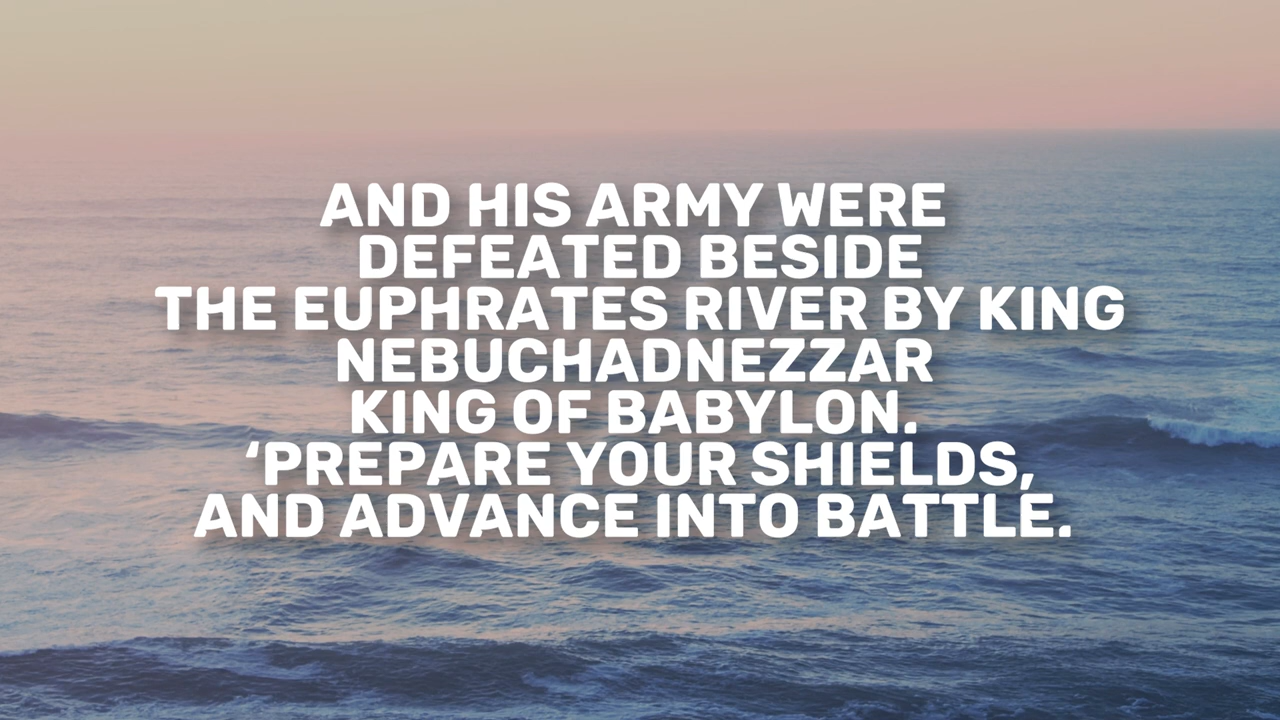 AND HIS ARMY WERE
DEFEATED BESIDE
THE EUPHRATES RIVER BY KING
NEBUCHADNEZZAR
KING OF BABYLON.
‘PREPARE YOUR SHIELDS,
AND ADVANCE INTO BATTLE.